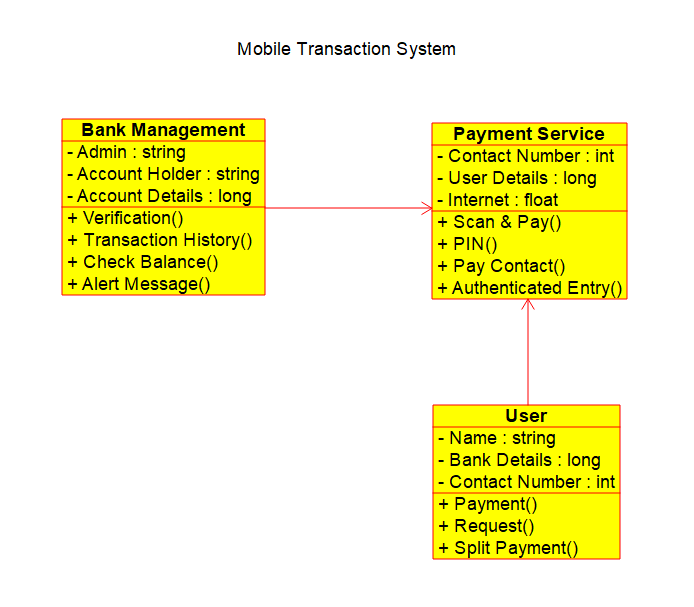 Mobile Transaction System
Bank Management
- Admin : string
- Account Holder : string
- Account Details : long
+ Verification()
+ Transaction History()
+ Check Balance()
+ Alert Message()
Payment Service
- Contact Number : int
- User Details : long
- Internet : float
+ Scan & Pay()
+ PIN()
+ Pay Contact()
+ Authenticated Entry()
User
- Name : string
- Bank Details : long
- Contact Number : int
+ Payment()
+ Request()
+ Split Payment()